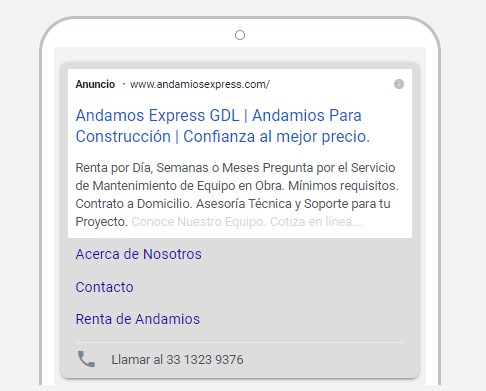 Anuncio · www.andamiosexpress.com/
Andamos Express GDL | Andamios Para
Construcción | Confianza al mejor precio.
Renta por Día, Semanas o Meses Pregunta por el Servicio
de Mantenimiento de Equipo en Obra. Mínimos requisitos.
Contrato a Domicilio. Asesoría Técnica y Soporte para tu
Proyecto. Conoce Nuestro Equipo. Cotiza en línea....
Acerca de Nosotros
Contacto
Renta de Andamios
Llamar al 33 1323 9376